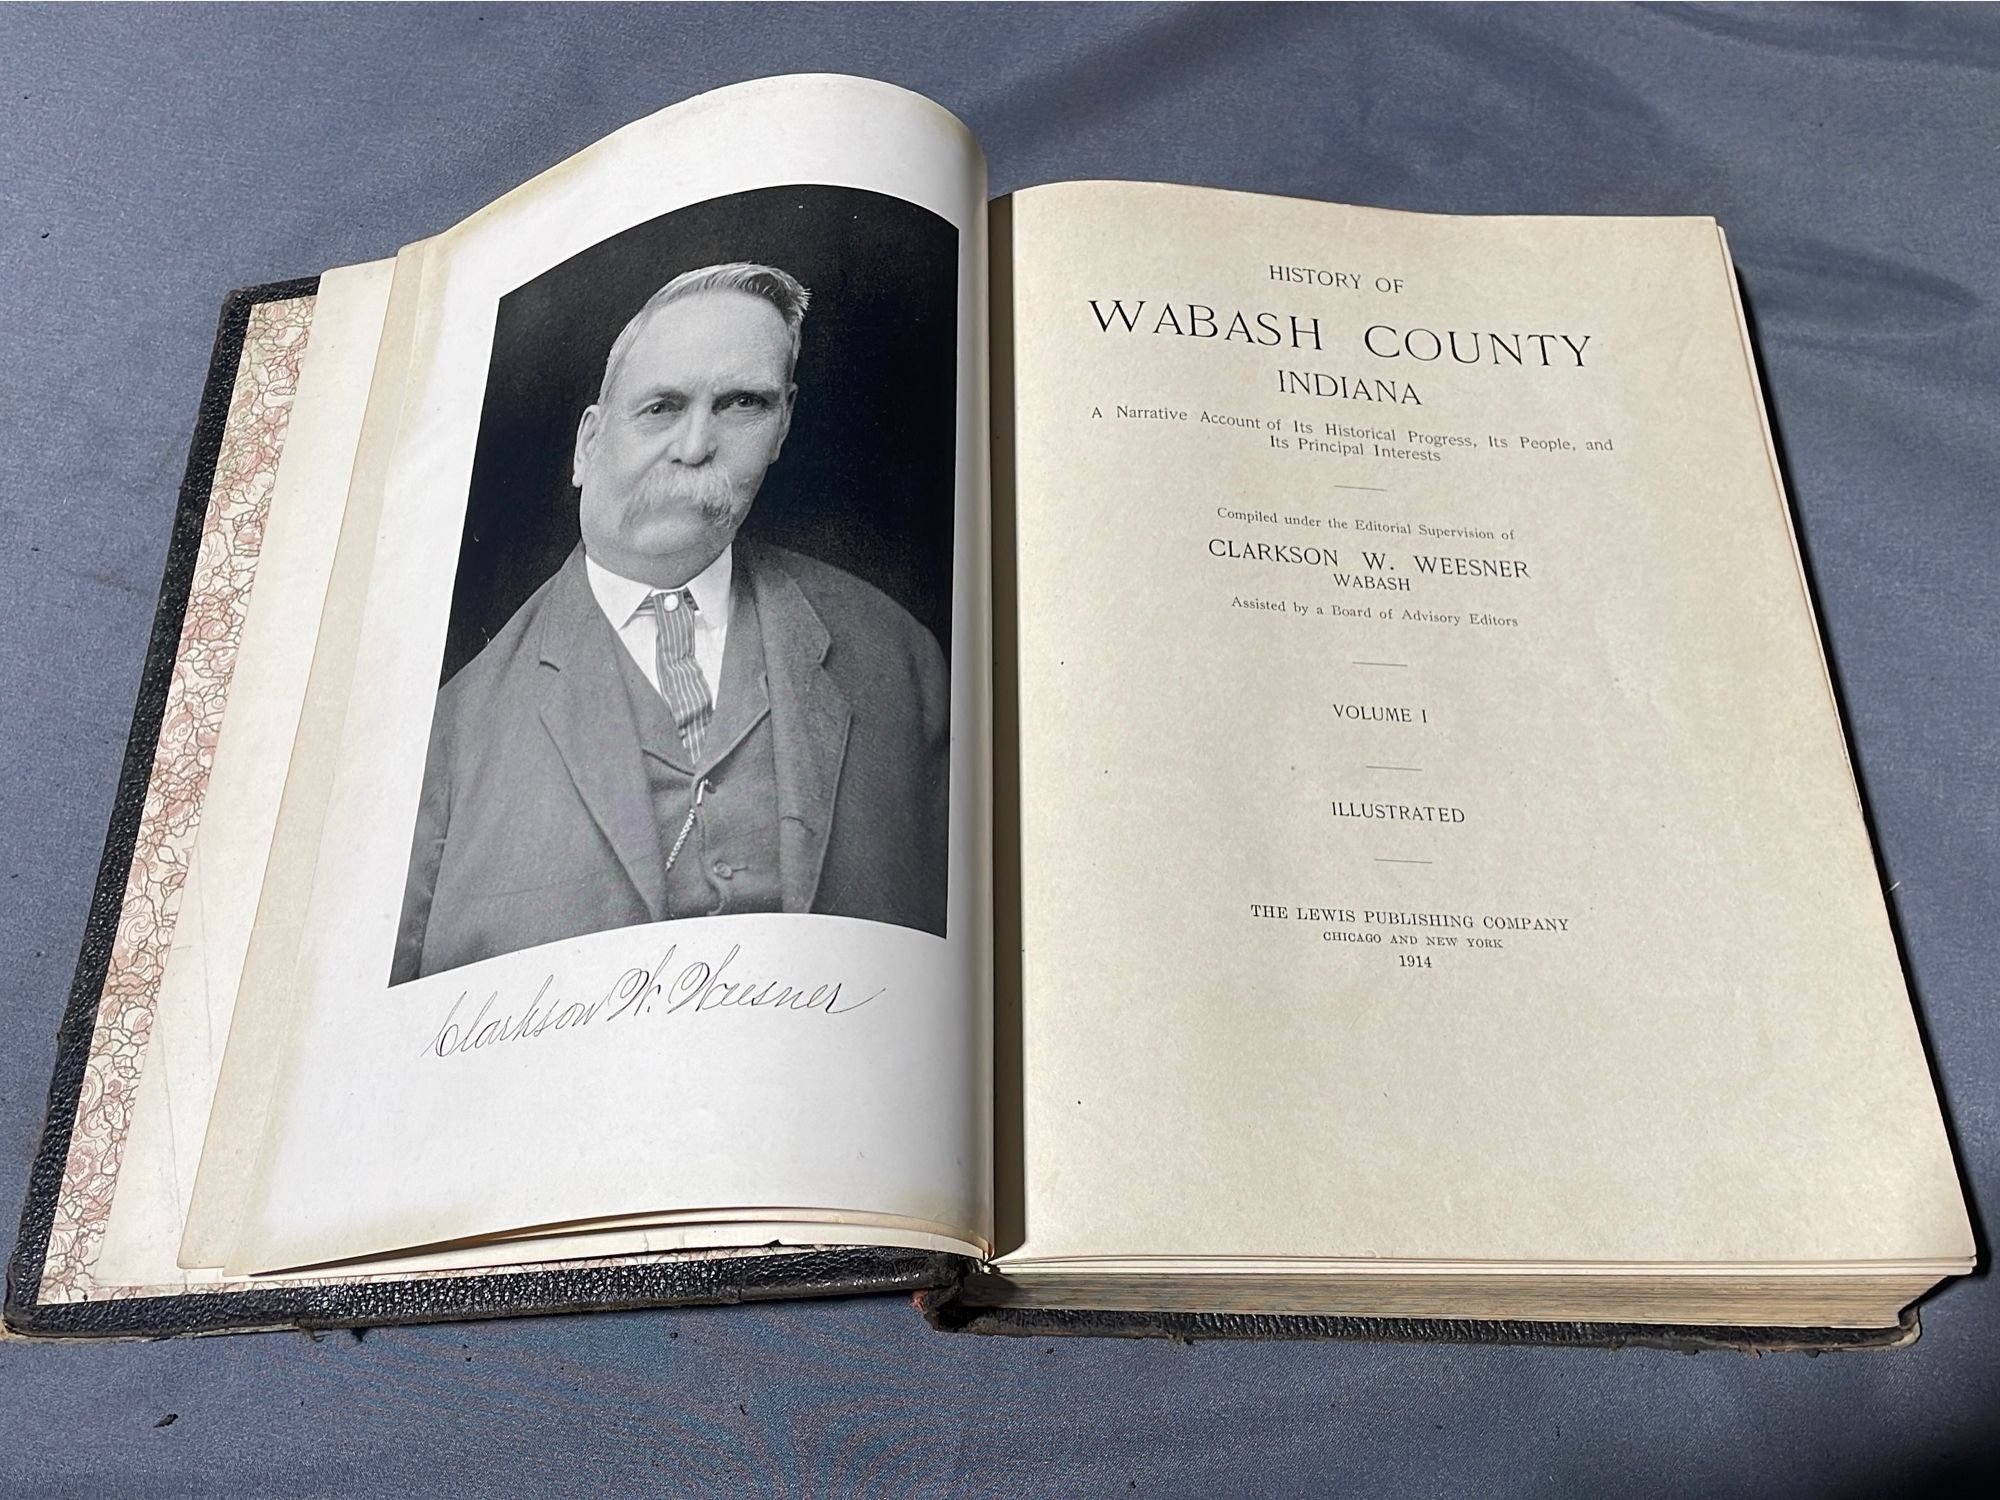 Clarkson W. Weesner
HISTORY OF
WABASH COUNTY
INDIANA
A Narrative Account of Its Historical Progress, Its People, and
Its Principal Interests
Compiled under the Editorial Supervision of
CLARKSON W. WEESNER
WABASH
Assisted by a Board of Advisory Editors
VOLUME I
ILLUSTRATED
THE LEWIS PUBLISHING COMPANY
CHICAGO AND NEW YORK
1914